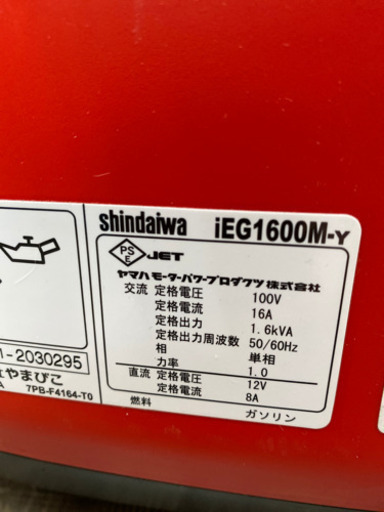 shindaiwa iEG1600M-Y
PS E JET
ヤマハモーターパワープロダクツ株式会社
交流 定格電圧 100V
定格電流 16A
定格出力 1.6kVA
定格出力周波数 50/60Hz
相 単相
力率 1.0
直流 定格電圧 12V
定格電流 8A
燃料 ガソリン
-2030295
やまびこ
7PB-F4164-T0